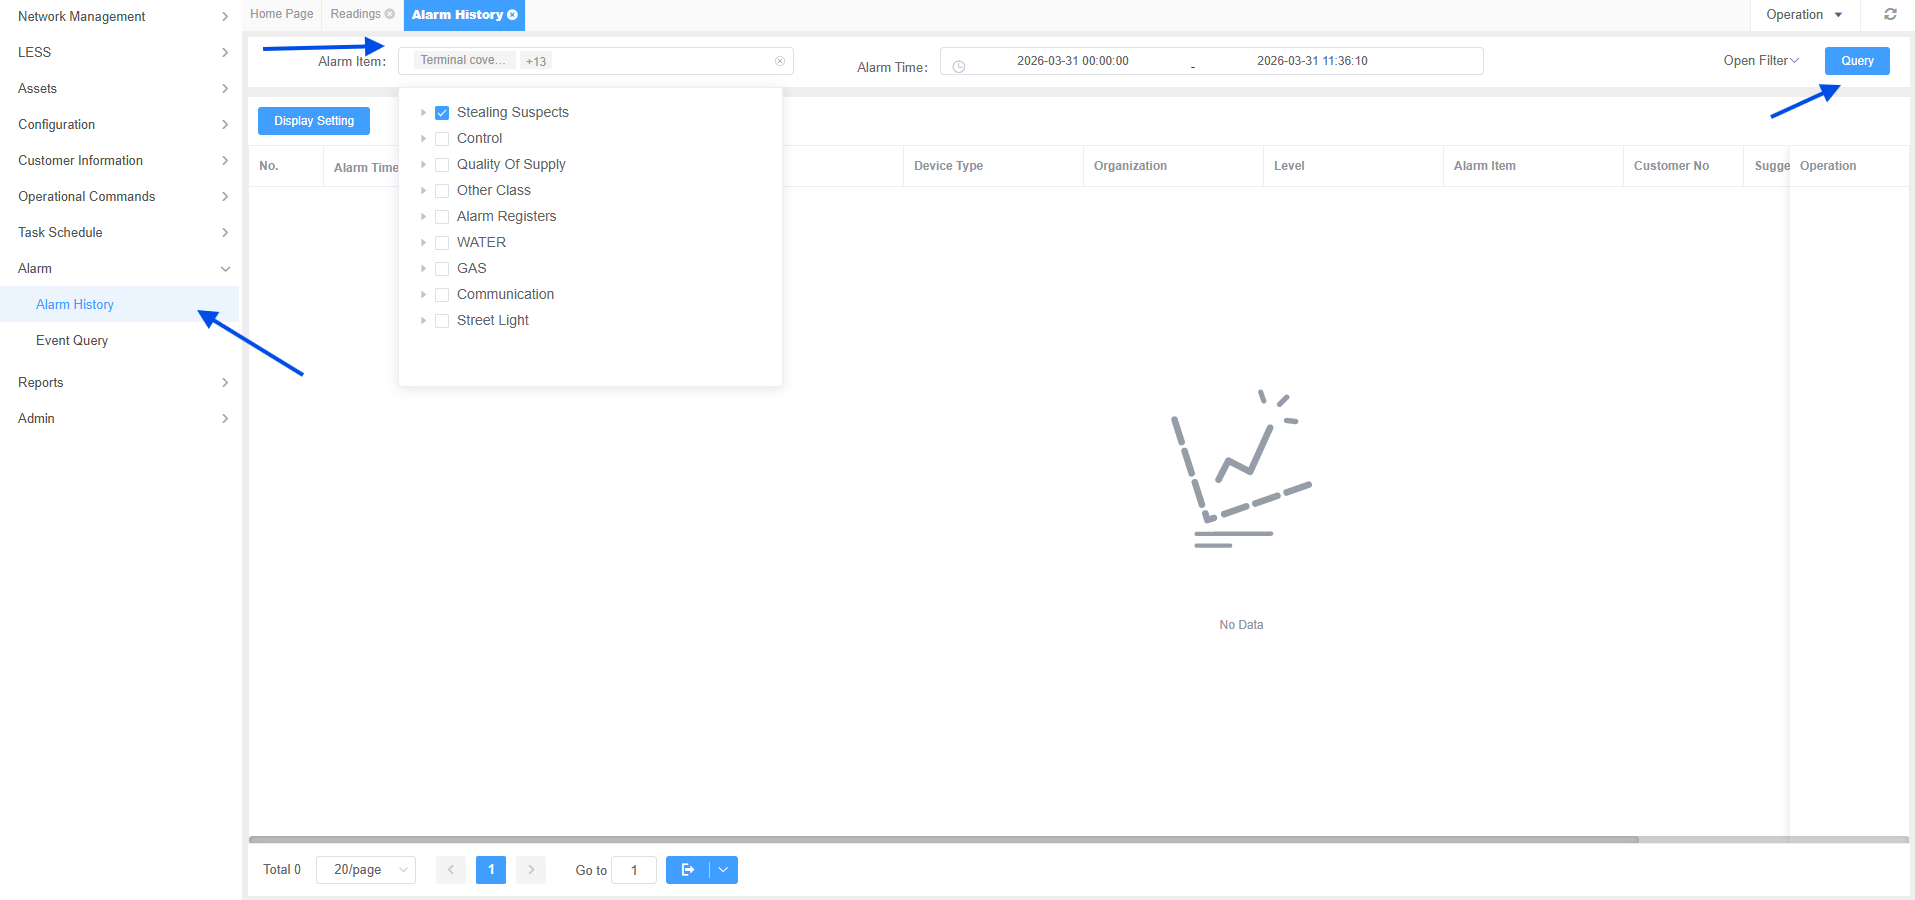 Network Management
LESS
Assets
Configuration
Customer Information
Operational Commands
Task Schedule
Alarm
Alarm History
Event Query
Reports
Admin
Home Page Readings Alarm History Operation
Alarm Item: Terminal cove... +13 Alarm Time: 2026-03-31 00:00:00 - 2026-03-31 11:36:10 Open Filter Query
Stealing Suspects
Control
Quality Of Supply
Other Class
Alarm Registers
WATER
GAS
Communication
Street Light
Display Setting
No. Alarm Time Device Type Organization Level Alarm Item Customer No Sugge Operation
No Data
Total 0 20/page 1 Go to 1